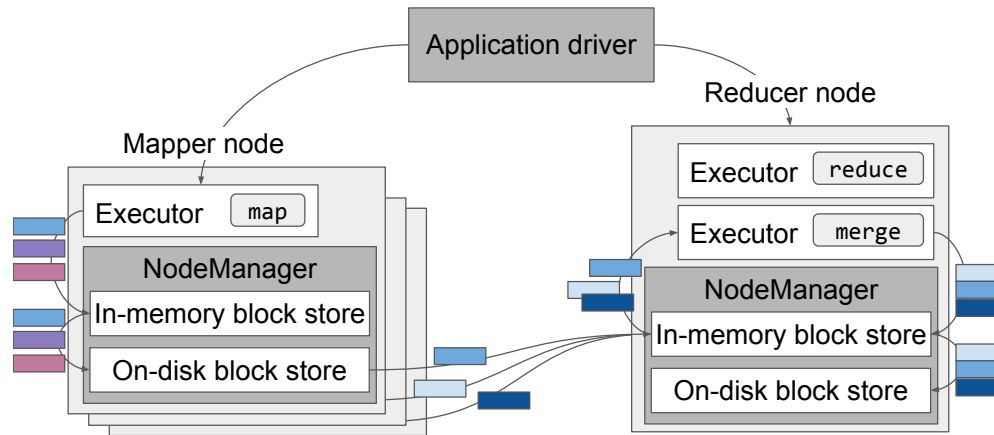 Application driver
Mapper node
Executor map
NodeManager
In-memory block store
On-disk block store
Reducer node
Executor reduce
Executor merge
NodeManager
In-memory block store
On-disk block store